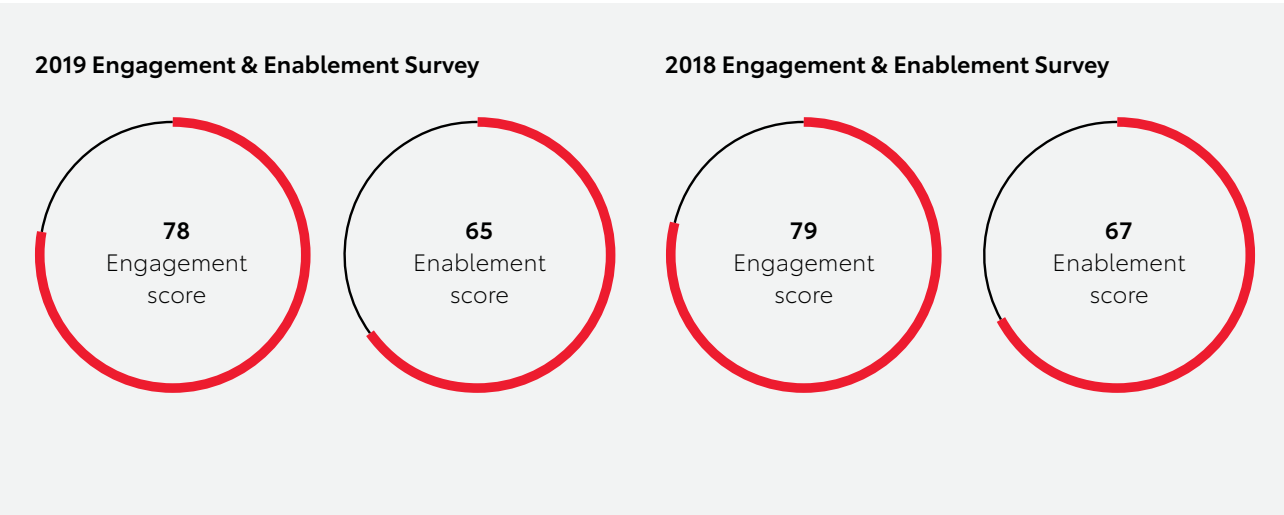 2019 Engagement & Enablement Survey
78
Engagement
score
65
Enablement
score
2018 Engagement & Enablement Survey
79
Engagement
score
67
Enablement
score